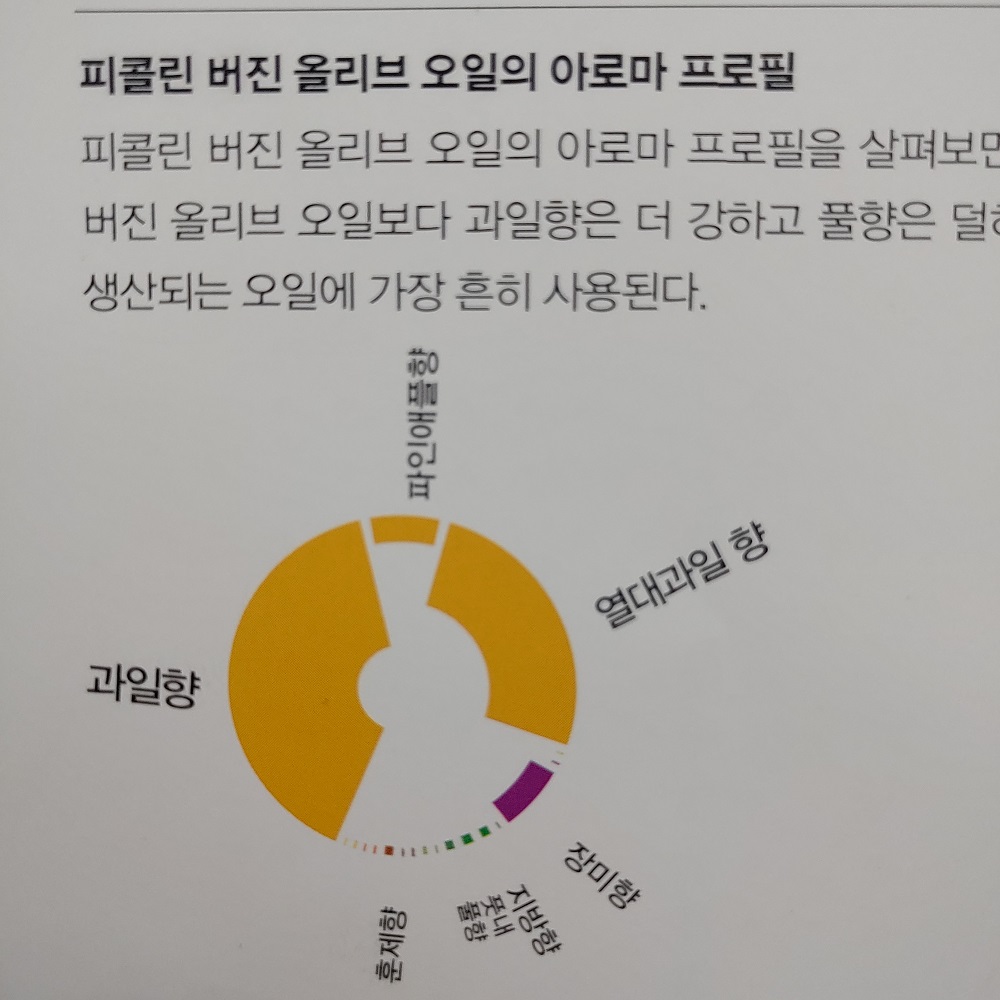 피콜린 버진 올리브 오일의 아로마 프로필
피콜린 버진 올리브 오일의 아로마 프로필을 살펴보면
버진 올리브 오일보다 과일향은 더 강하고 풀향은 덜
생산되는 오일에 가장 흔히 사용된다.
파인애플향
열대과일 향
과일향
장미향
지방향
풋내
풀향
훈제향